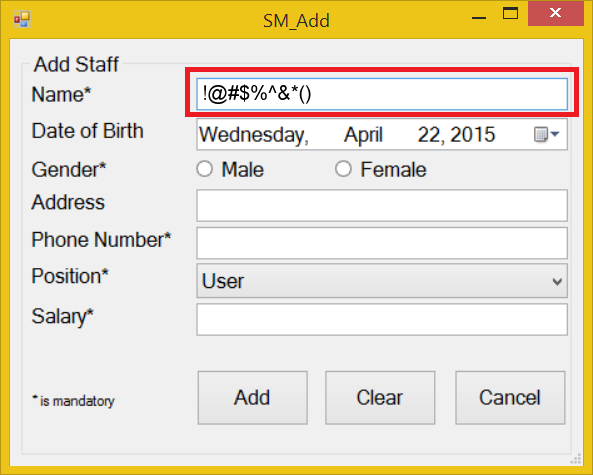 SM_Add
Add Staff
Name* !@#$%^&*()
Date of Birth Wednesday, April 22, 2015
Gender* Male Female
Address
Phone Number*
Position* User
Salary*
* is mandatory Add Clear Cancel